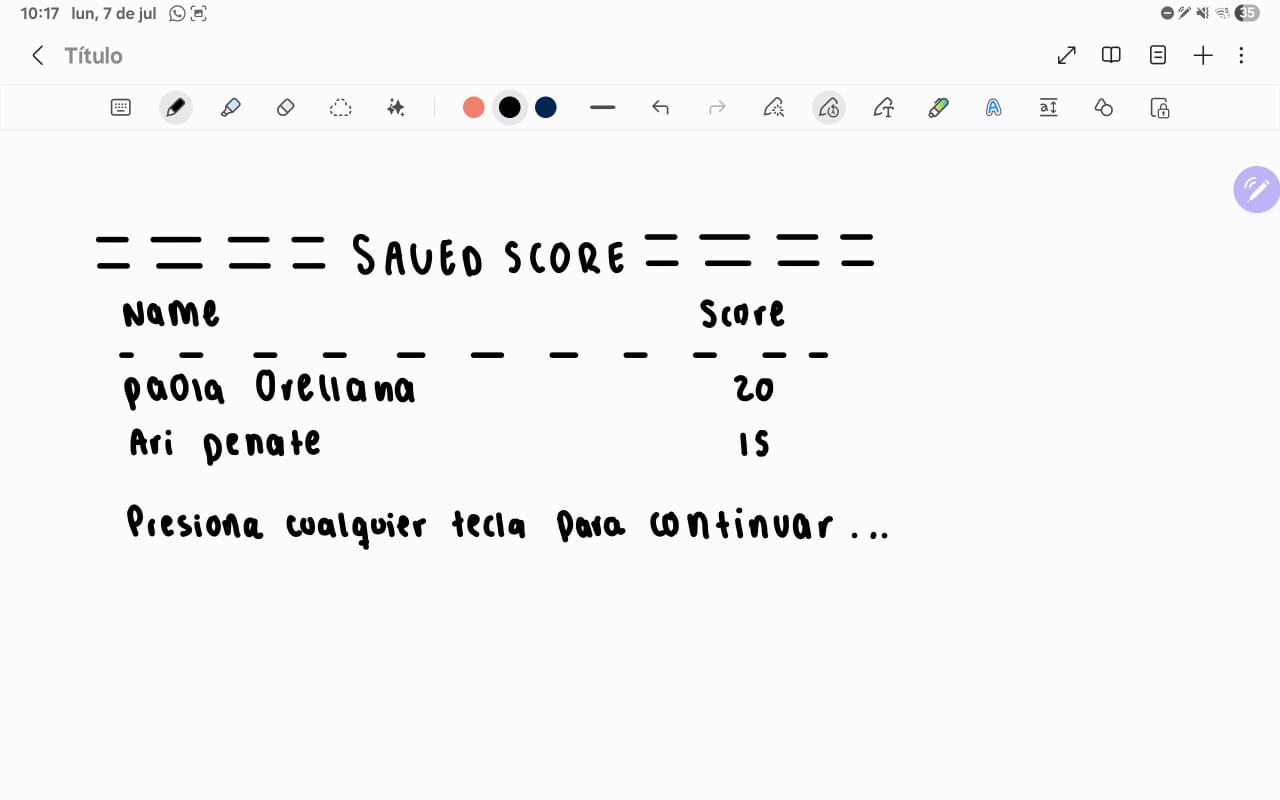 10:17 lun, 7 de jul 35
Título
==== SAVED SCORE ====
Name Score
- - - - - - - - - - -
paola Orellana 20
Ari penate 15
Presiona cualquier tecla para continuar ...